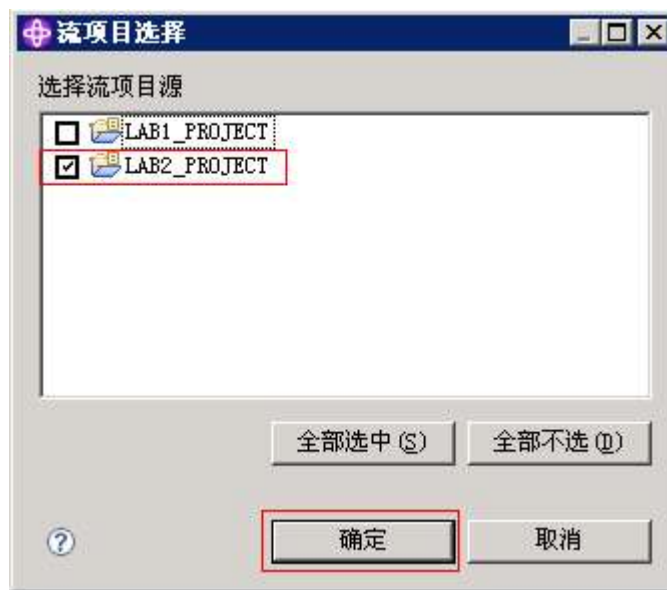 流项目选择
选择流项目源
LAB1_PROJECT
LAB2_PROJECT
全部选中(S) 全部不选(D)
确定 取消